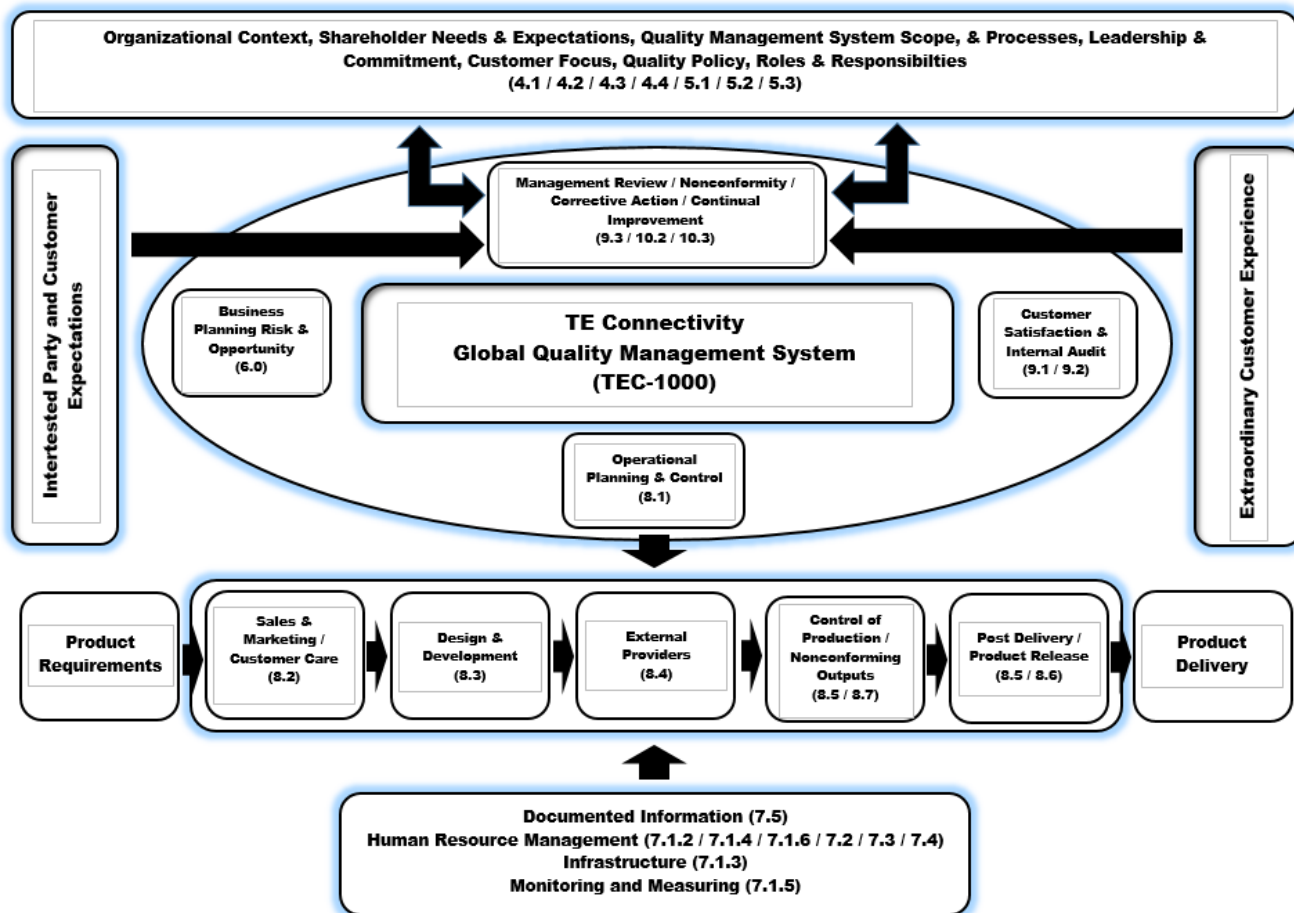 Organizational Context, Shareholder Needs & Expectations, Quality Management System Scope, & Processes, Leadership &
Commitment, Customer Focus, Quality Policy, Roles & Responsibilties
(4.1 / 4.2 / 4.3 / 4.4 / 5.1 / 5.2 / 5.3)
Intertested Party and Customer
Expectations
Management Review / Nonconformity /
Corrective Action / Continual
Improvement
(9.3 / 10.2 / 10.3)
Extraordinary Customer Experience
Business
Planning Risk &
Opportunity
(6.0)
TE Connectivity
Global Quality Management System
(TEC-1000)
Customer
Satisfaction &
Internal Audit
(9.1 / 9.2)
Operational
Planning & Control
(8.1)
Product
Requirements
Sales &
Marketing /
Customer Care
(8.2)
Design &
Development
(8.3)
External
Providers
(8.4)
Control of
Production /
Nonconforming
Outputs
(8.5 / 8.7)
Post Delivery /
Product Release
(8.5 / 8.6)
Product
Delivery
Documented Information (7.5)
Human Resource Management (7.1.2 / 7.1.4 / 7.1.6 / 7.2 / 7.3 / 7.4)
Infrastructure (7.1.3)
Monitoring and Measuring (7.1.5)